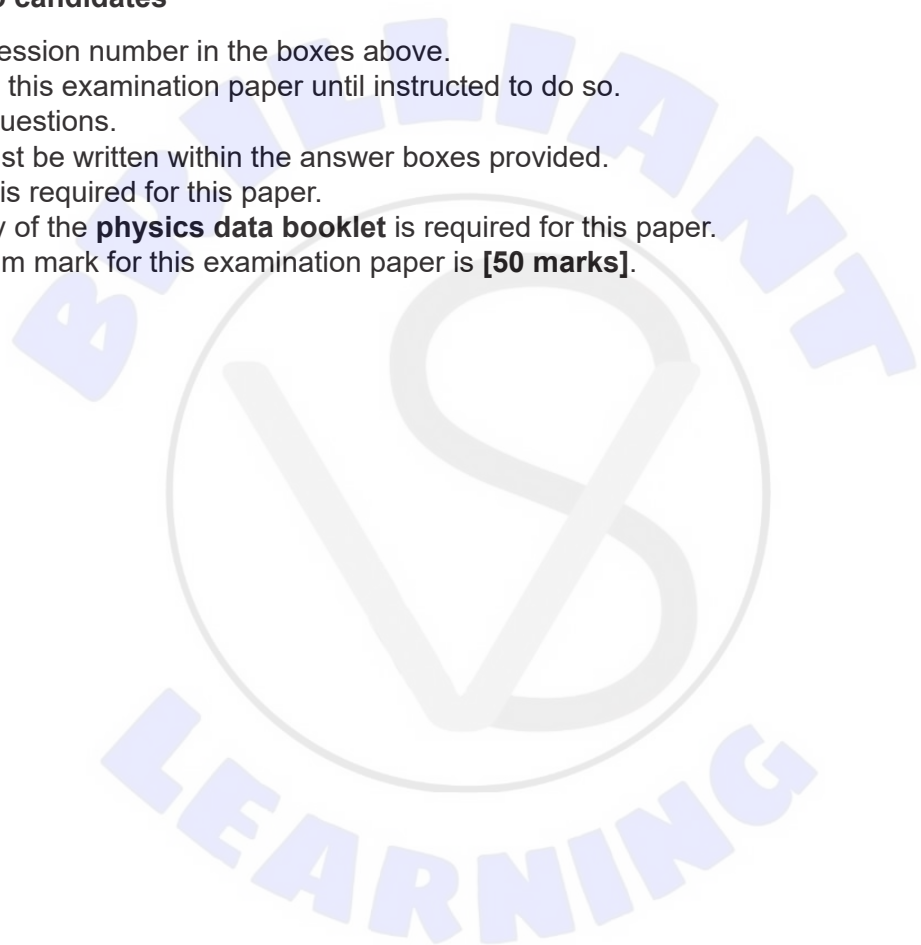 candidates
ession number in the boxes above.
this examination paper until instructed to do so.
uestions.
st be written within the answer boxes provided.
is required for this paper.
of the physics data booklet is required for this paper.
m mark for this examination paper is [50 marks].
BRILLIANT
VS
LEARNING